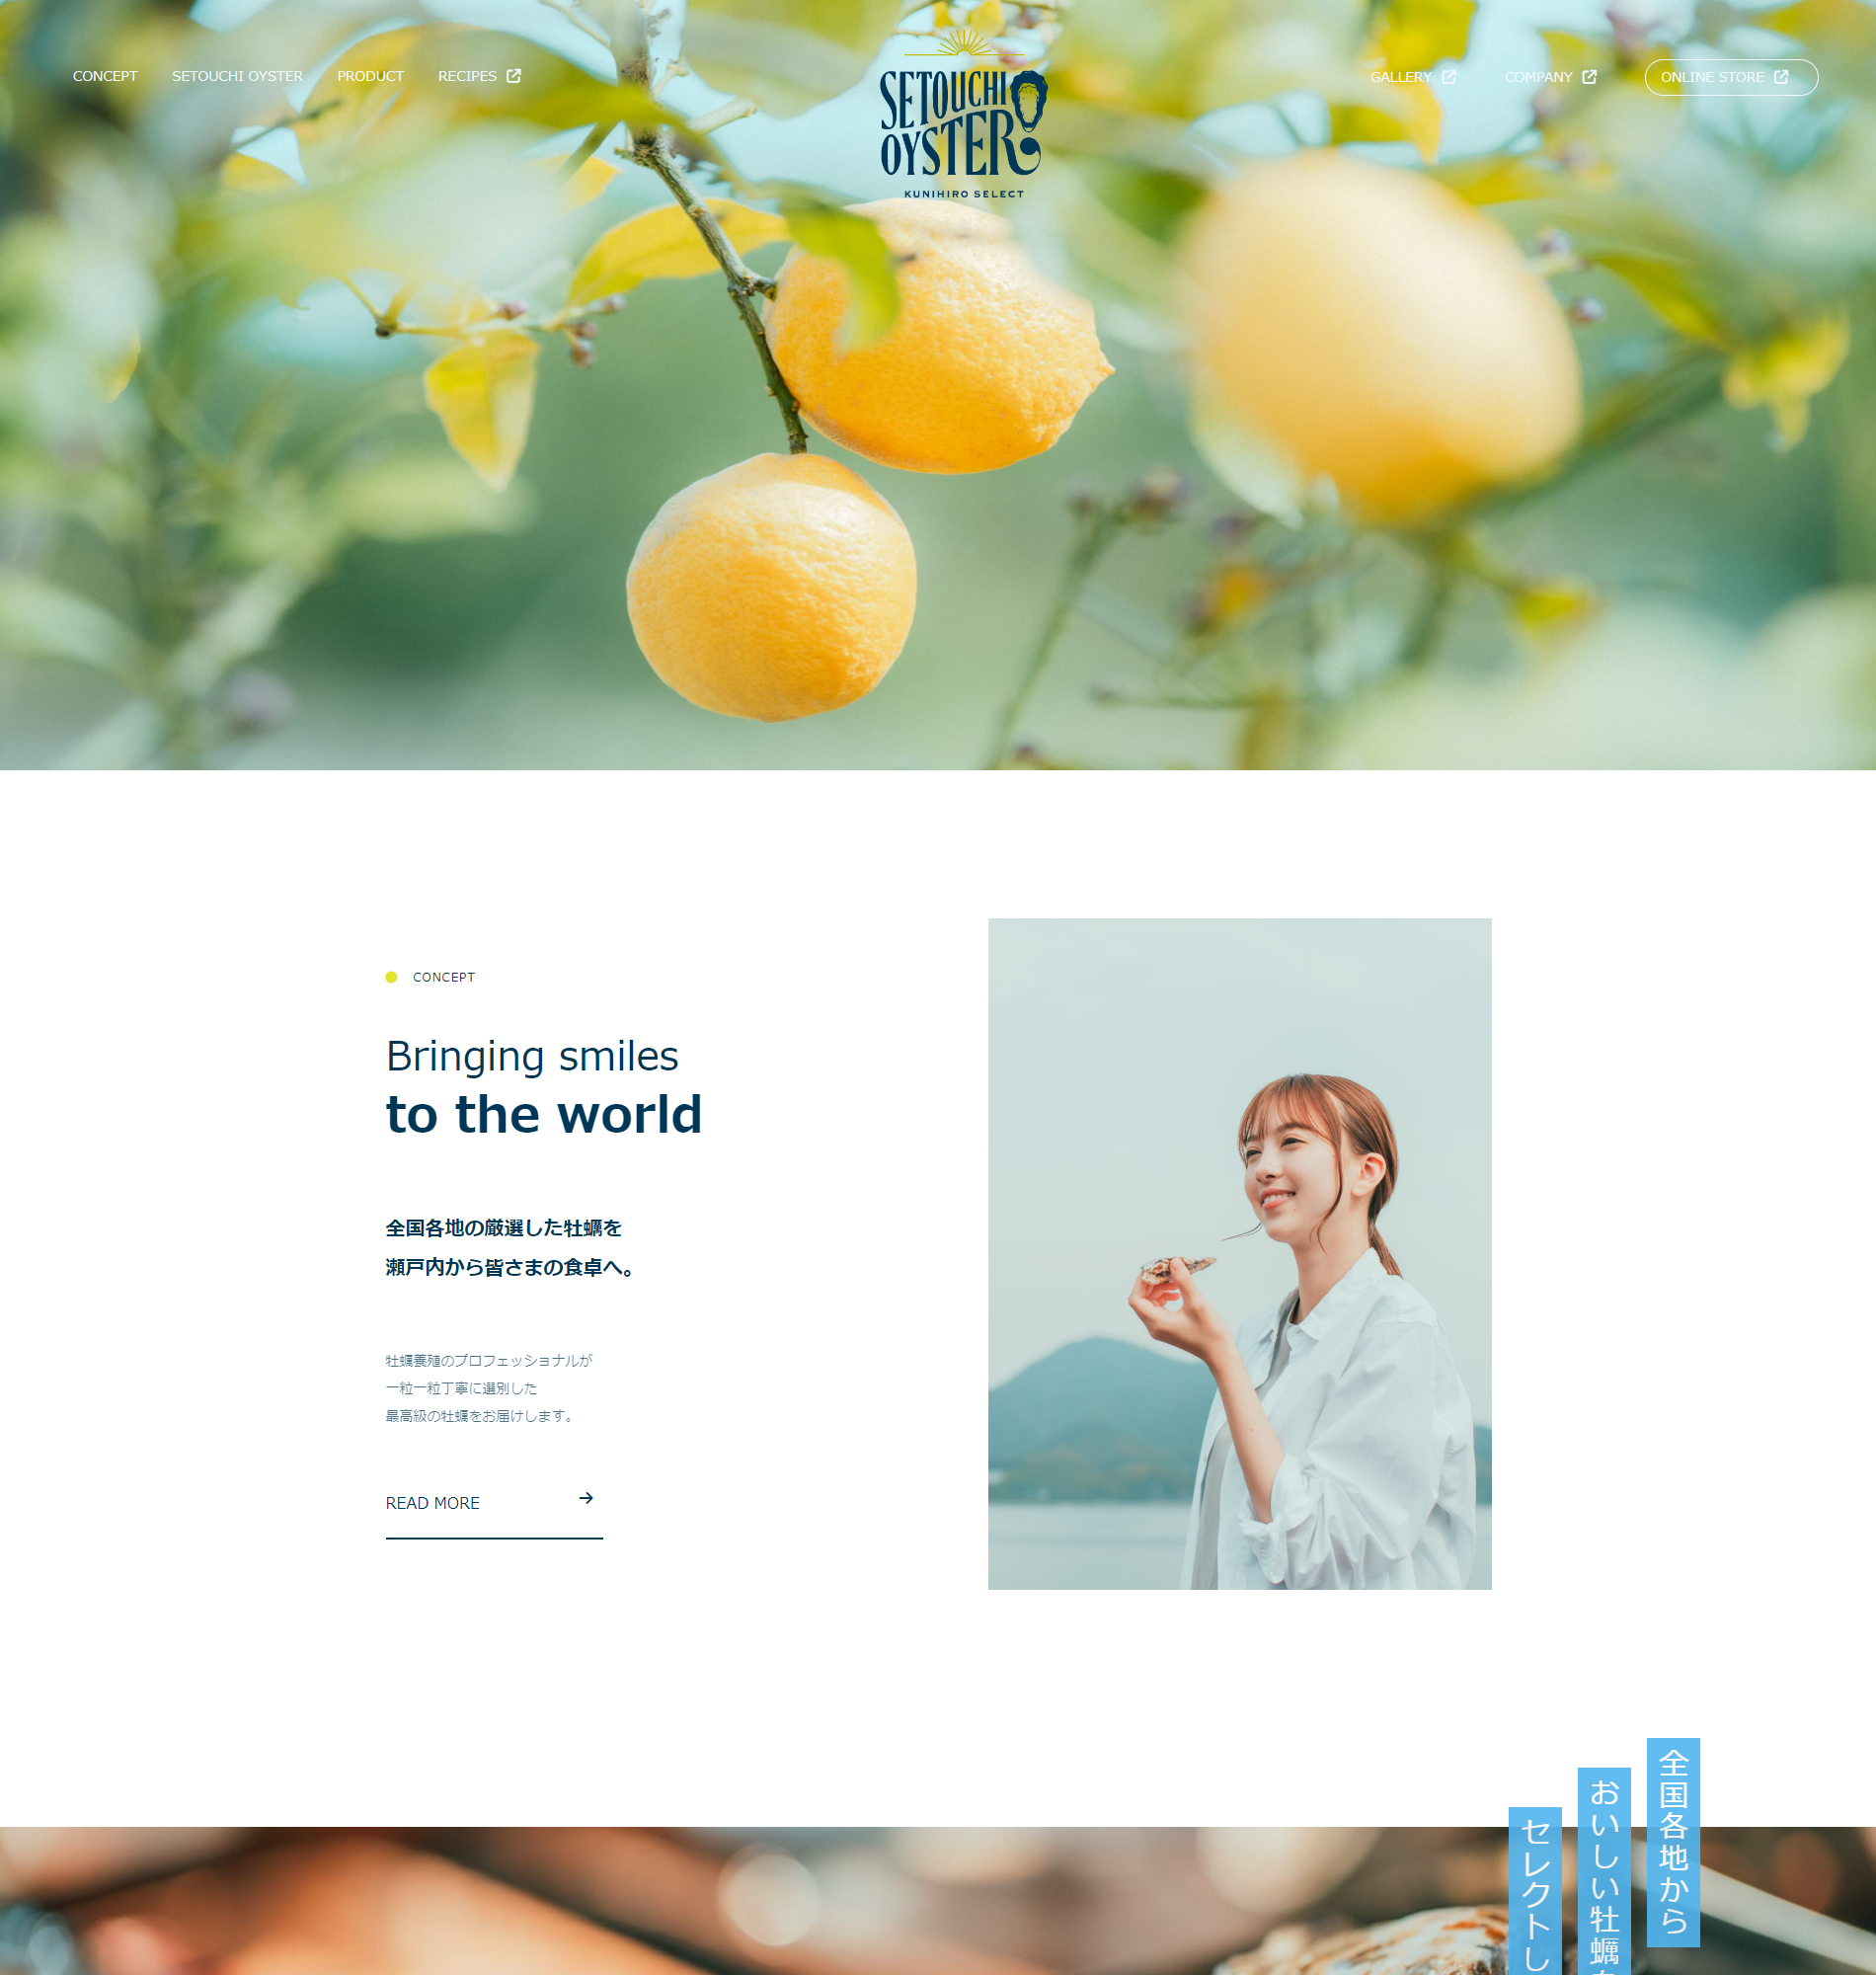 CONCEPT
SETOUCHI OYSTER
PRODUCT
RECIPES
SETOUCHI
OYSTER
KUNIHIRO SELECT
GALLERY
COMPANY
ONLINE STORE
CONCEPT
Bringing smiles
to the world
全国各地の厳選した牡蠣を
瀬戸内から皆さまの食卓へ。
牡蠣養殖のプロフェッショナルが
一粒一粒丁寧に選別した
最高級の牡蠣をお届けします。
READ MORE
全国各地から
おいしい牡蠣
セレクトし